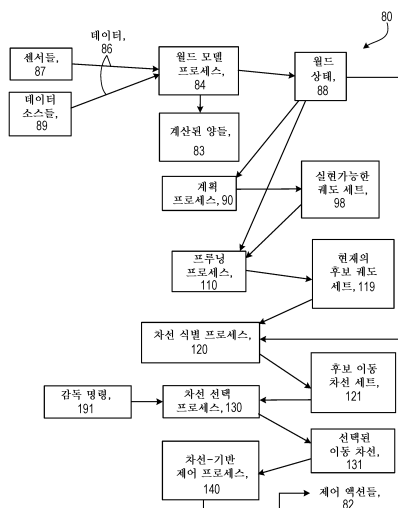 80
데이터,
86
센서들,
87
데이터
소스들,
89
월드 모델
프로세스,
84
월드
상태,
88
계산된 양들,
83
계획
프로세스, 90
실현가능한
궤도 세트,
98
프루닝
프로세스,
110
현재의
후보 궤도
세트, 119
차선 식별 프로세스,
120
후보 이동
차선 세트,
121
감독 명령,
191
차선 선택
프로세스, 130
선택된
이동 차선,
131
차선-기반
제어 프로세스,
140
제어 액션들,
82